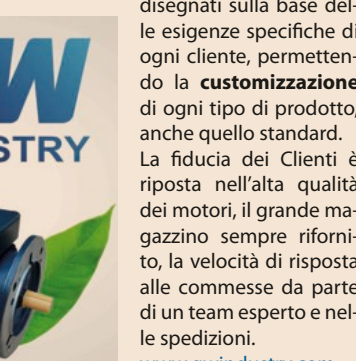 W
STRY
disegnati sulla base del-
le esigenze specifiche di
ogni cliente, permetten-
do la customizzazione
di ogni tipo di prodotto,
anche quello standard.
La fiducia dei Clienti è
riposta nell'alta qualità
dei motori, il grande ma-
gazzino sempre riforni-
to, la velocità di risposta
alle commesse da parte
di un team esperto e nel-
le spedizioni.